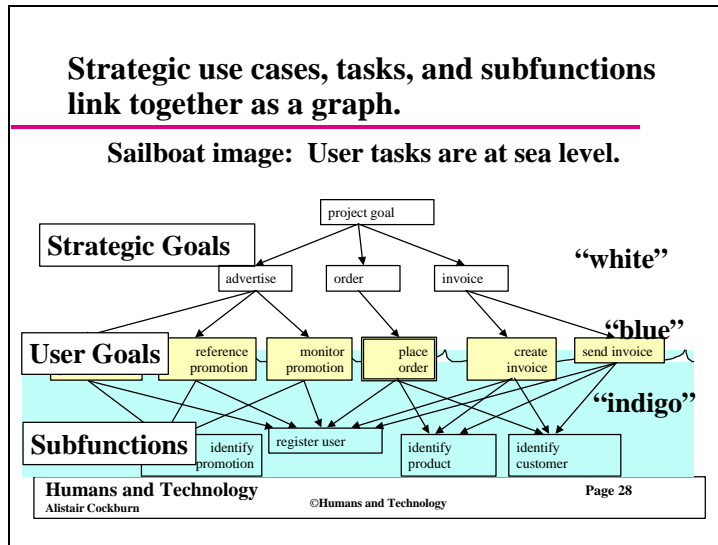 Strategic use cases, tasks, and subfunctions
link together as a graph.
Sailboat image: User tasks are at sea level.
project goal
Strategic Goals
"white"
advertise
order
invoice
"blue"
User Goals
reference
promotion
monitor
promotion
place
order
create
invoice
send invoice
"indigo"
Subfunctions
identify
promotion
register user
identify
product
identify
customer
Humans and Technology
Alistair Cockburn
©Humans and Technology
Page 28